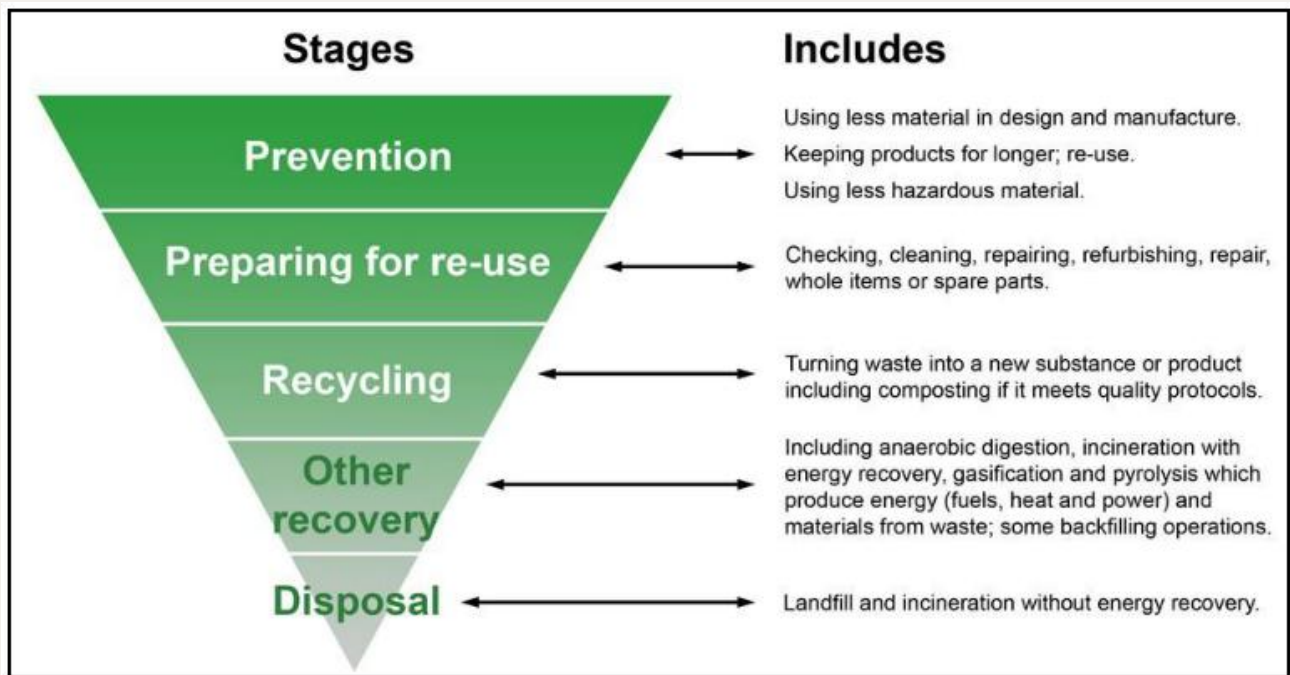 Stages
Includes
Prevention
Using less material in design and manufacture.
Keeping products for longer; re-use.
Using less hazardous material.
Preparing for re-use
Checking, cleaning, repairing, refurbishing, repair,
whole items or spare parts.
Recycling
Turning waste into a new substance or product
including composting if it meets quality protocols.
Other
recovery
Including anaerobic digestion, incineration with
energy recovery, gasification and pyrolysis which
produce energy (fuels, heat and power) and
materials from waste; some backfilling operations.
Disposal
Landfill and incineration without energy recovery.